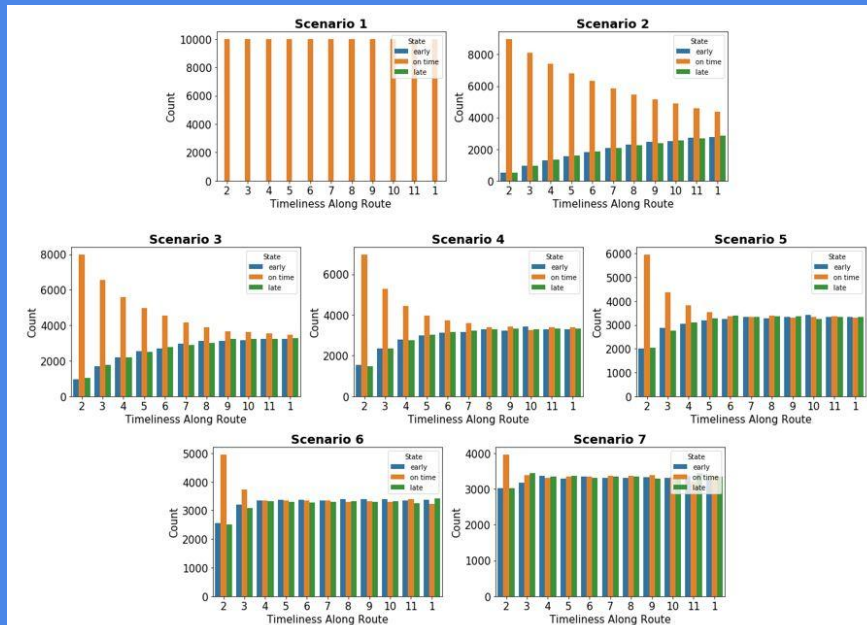 Scenario 1
10000
8000
6000
4000
2000
0
Count
State
early
on time
late
2 3 4 5 6 7 8 9 10 11 1
Timeliness Along Route
Scenario 2
8000
6000
4000
2000
0
Count
State
early
on time
late
2 3 4 5 6 7 8 9 10 11 1
Timeliness Along Route
Scenario 3
8000
6000
4000
2000
0
Count
State
early
on time
late
2 3 4 5 6 7 8 9 10 11 1
Timeliness Along Route
Scenario 4
6000
4000
2000
0
Count
State
early
on time
late
2 3 4 5 6 7 8 9 10 11 1
Timeliness Along Route
Scenario 5
6000
5000
4000
3000
2000
1000
0
Count
State
early
on time
late
2 3 4 5 6 7 8 9 10 11 1
Timeliness Along Route
Scenario 6
5000
4000
3000
2000
1000
0
Count
State
early
on time
late
2 3 4 5 6 7 8 9 10 11 1
Timeliness Along Route
Scenario 7
4000
3000
2000
1000
0
Count
State
early
on time
late
2 3 4 5 6 7 8 9 10 11 1
Timeliness Along Route